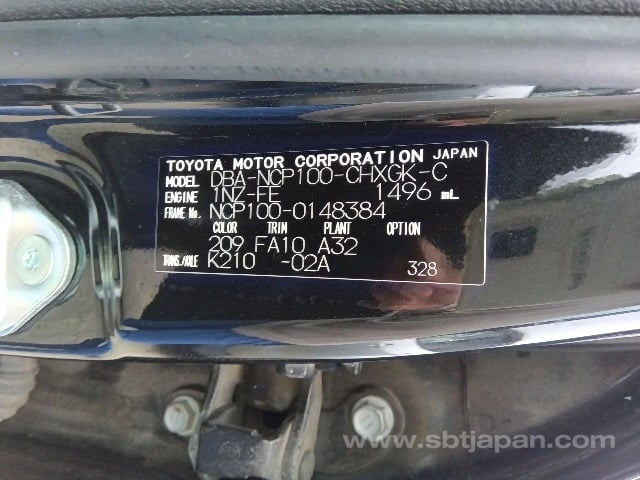 TOYOTA MOTOR CORPORATION JAPAN
MODEL DBA-NCP100-CHXGK-C
ENGINE 1NZ-FE 1496 mL
FRAME No. NCP100-0148384
COLOR TRIM PLANT OPTION
209 FA10 A32
TRANS./AXLE K210 -02A 328
www.sbtjapan.com